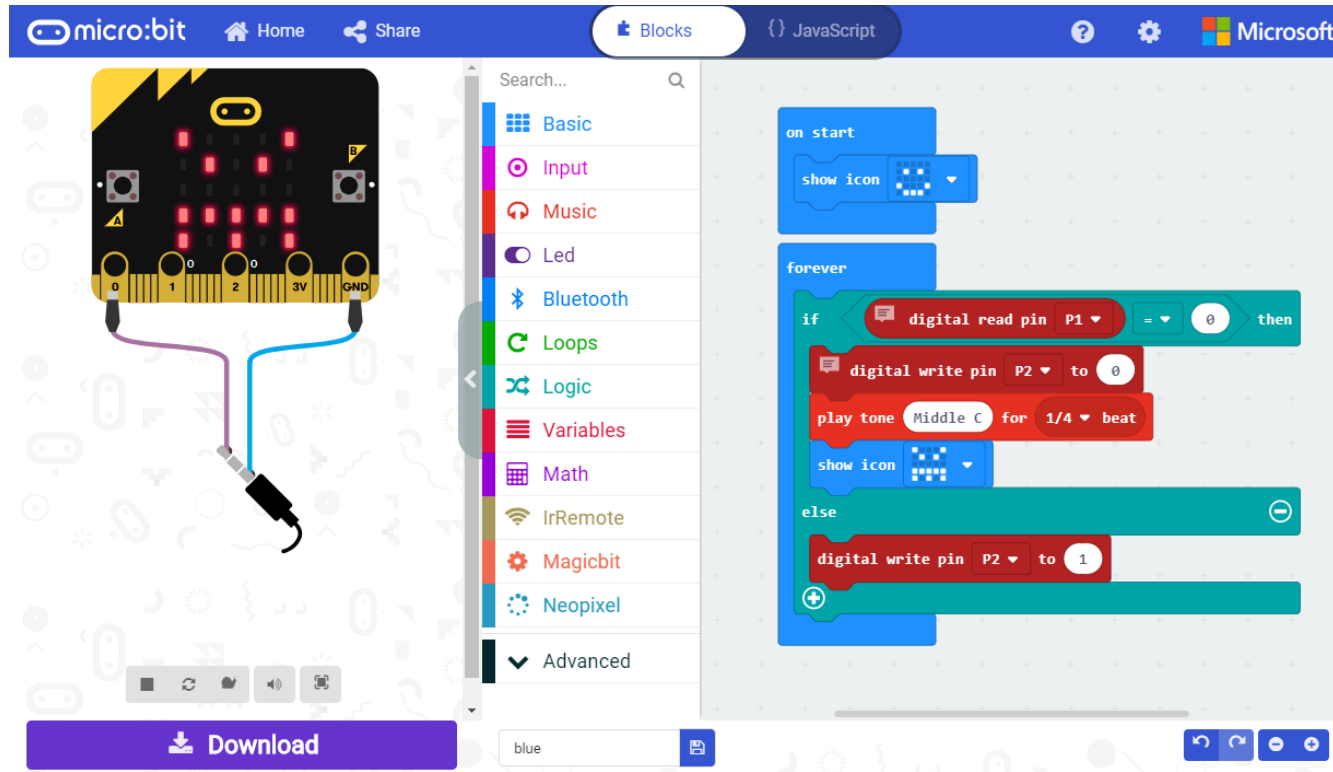 micro:bit Home Share Blocks {} JavaScript ? Microsoft
Search...
Basic
Input
Music
Led
Bluetooth
Loops
Logic
Variables
Math
IrRemote
Magicbit
Neopixel
Advanced
B
A
0 1 2 3V GND
0 0
on start
show icon
forever
if digital read pin P1 = 0 then
digital write pin P2 to 0
play tone Middle C for 1/4 beat
show icon
else
digital write pin P2 to 1
Download
blue